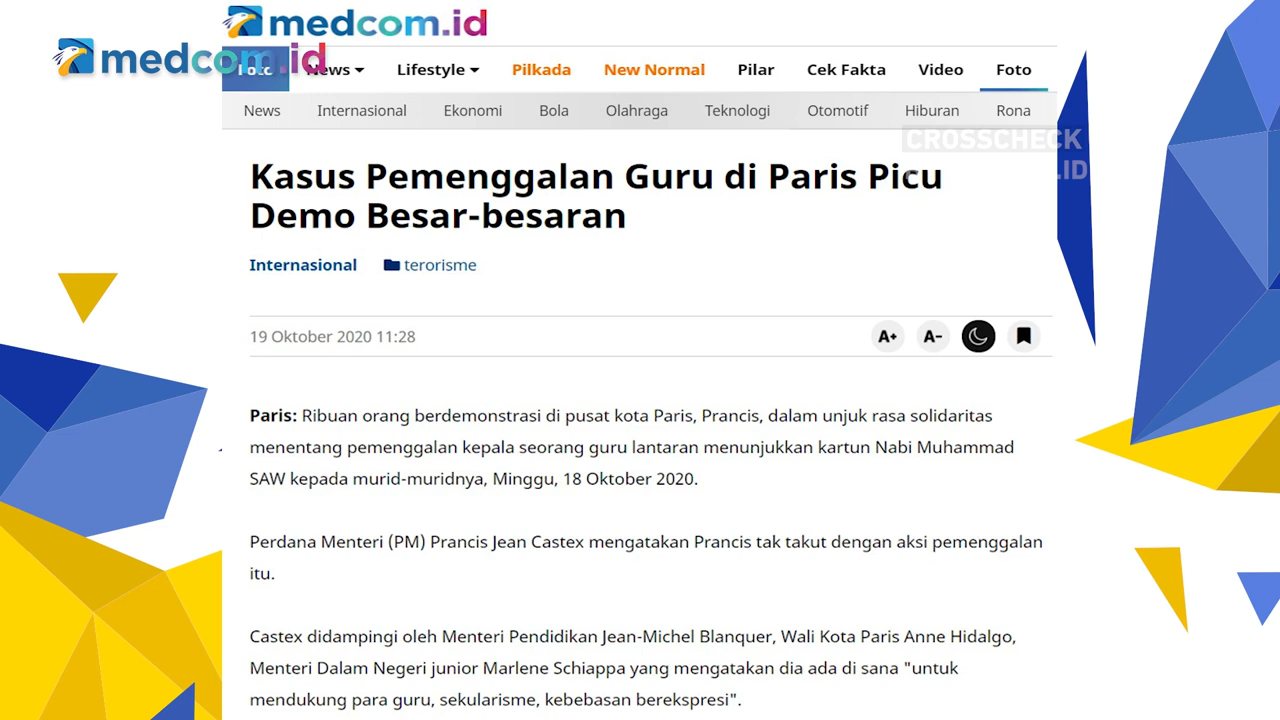 medcom.id
medcom.id
Foto News Lifestyle Pilkada New Normal Pilar Cek Fakta Video Foto
News Internasional Ekonomi Bola Olahraga Teknologi Otomotif Hiburan Rona
CROSSCHECK
.ID
Kasus Pemenggalan Guru di Paris Picu
Demo Besar-besaran
Internasional terorisme
19 Oktober 2020 11:28 A+ A-
Paris: Ribuan orang berdemonstrasi di pusat kota Paris, Prancis, dalam unjuk rasa solidaritas
menentang pemenggalan kepala seorang guru lantaran menunjukkan kartun Nabi Muhammad
SAW kepada murid-muridnya, Minggu, 18 Oktober 2020.
Perdana Menteri (PM) Prancis Jean Castex mengatakan Prancis tak takut dengan aksi pemenggalan
itu.
Castex didampingi oleh Menteri Pendidikan Jean-Michel Blanquer, Wali Kota Paris Anne Hidalgo,
Menteri Dalam Negeri junior Marlene Schiappa yang mengatakan dia ada di sana "untuk
mendukung para guru, sekularisme, kebebasan berekspresi".